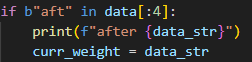 if b"aft" in data[:4]:
    print(f"after {data_str}")
    curr_weight = data_str